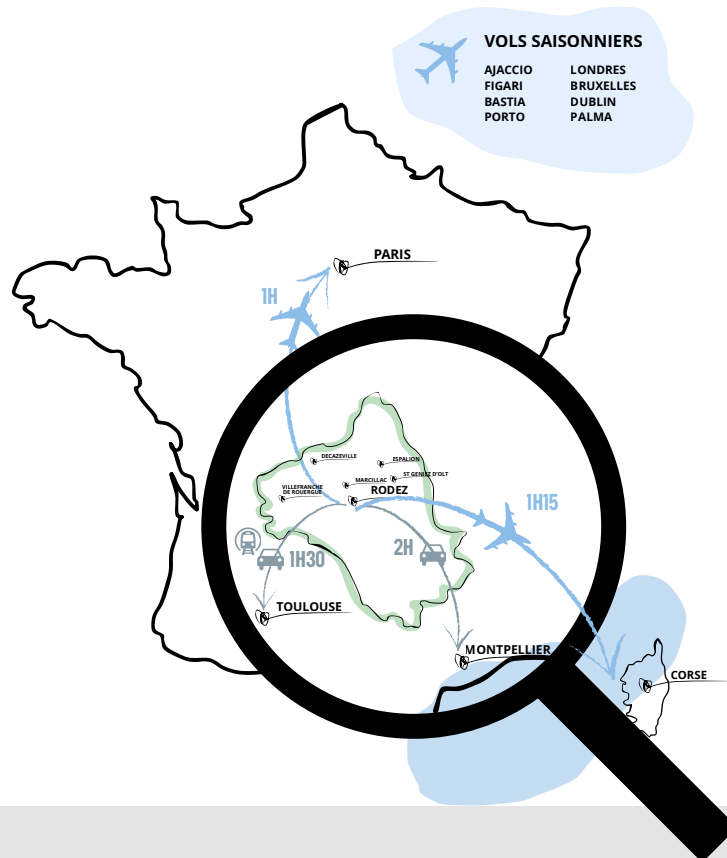 VOLS SAISONNIERS
AJACCIO
FIGARI
BASTIA
PORTO
LONDRES
BRUXELLES
DUBLIN
PALMA
PARIS
1H
DECAZEVILLE
ESPALION
ST GENIEZ D'OLT
MARCILLAC
VILLEFRANCHE
DE ROUERGUE
RODEZ
1H15
1H30
2H
TOULOUSE
MONTPELLIER
CORSE